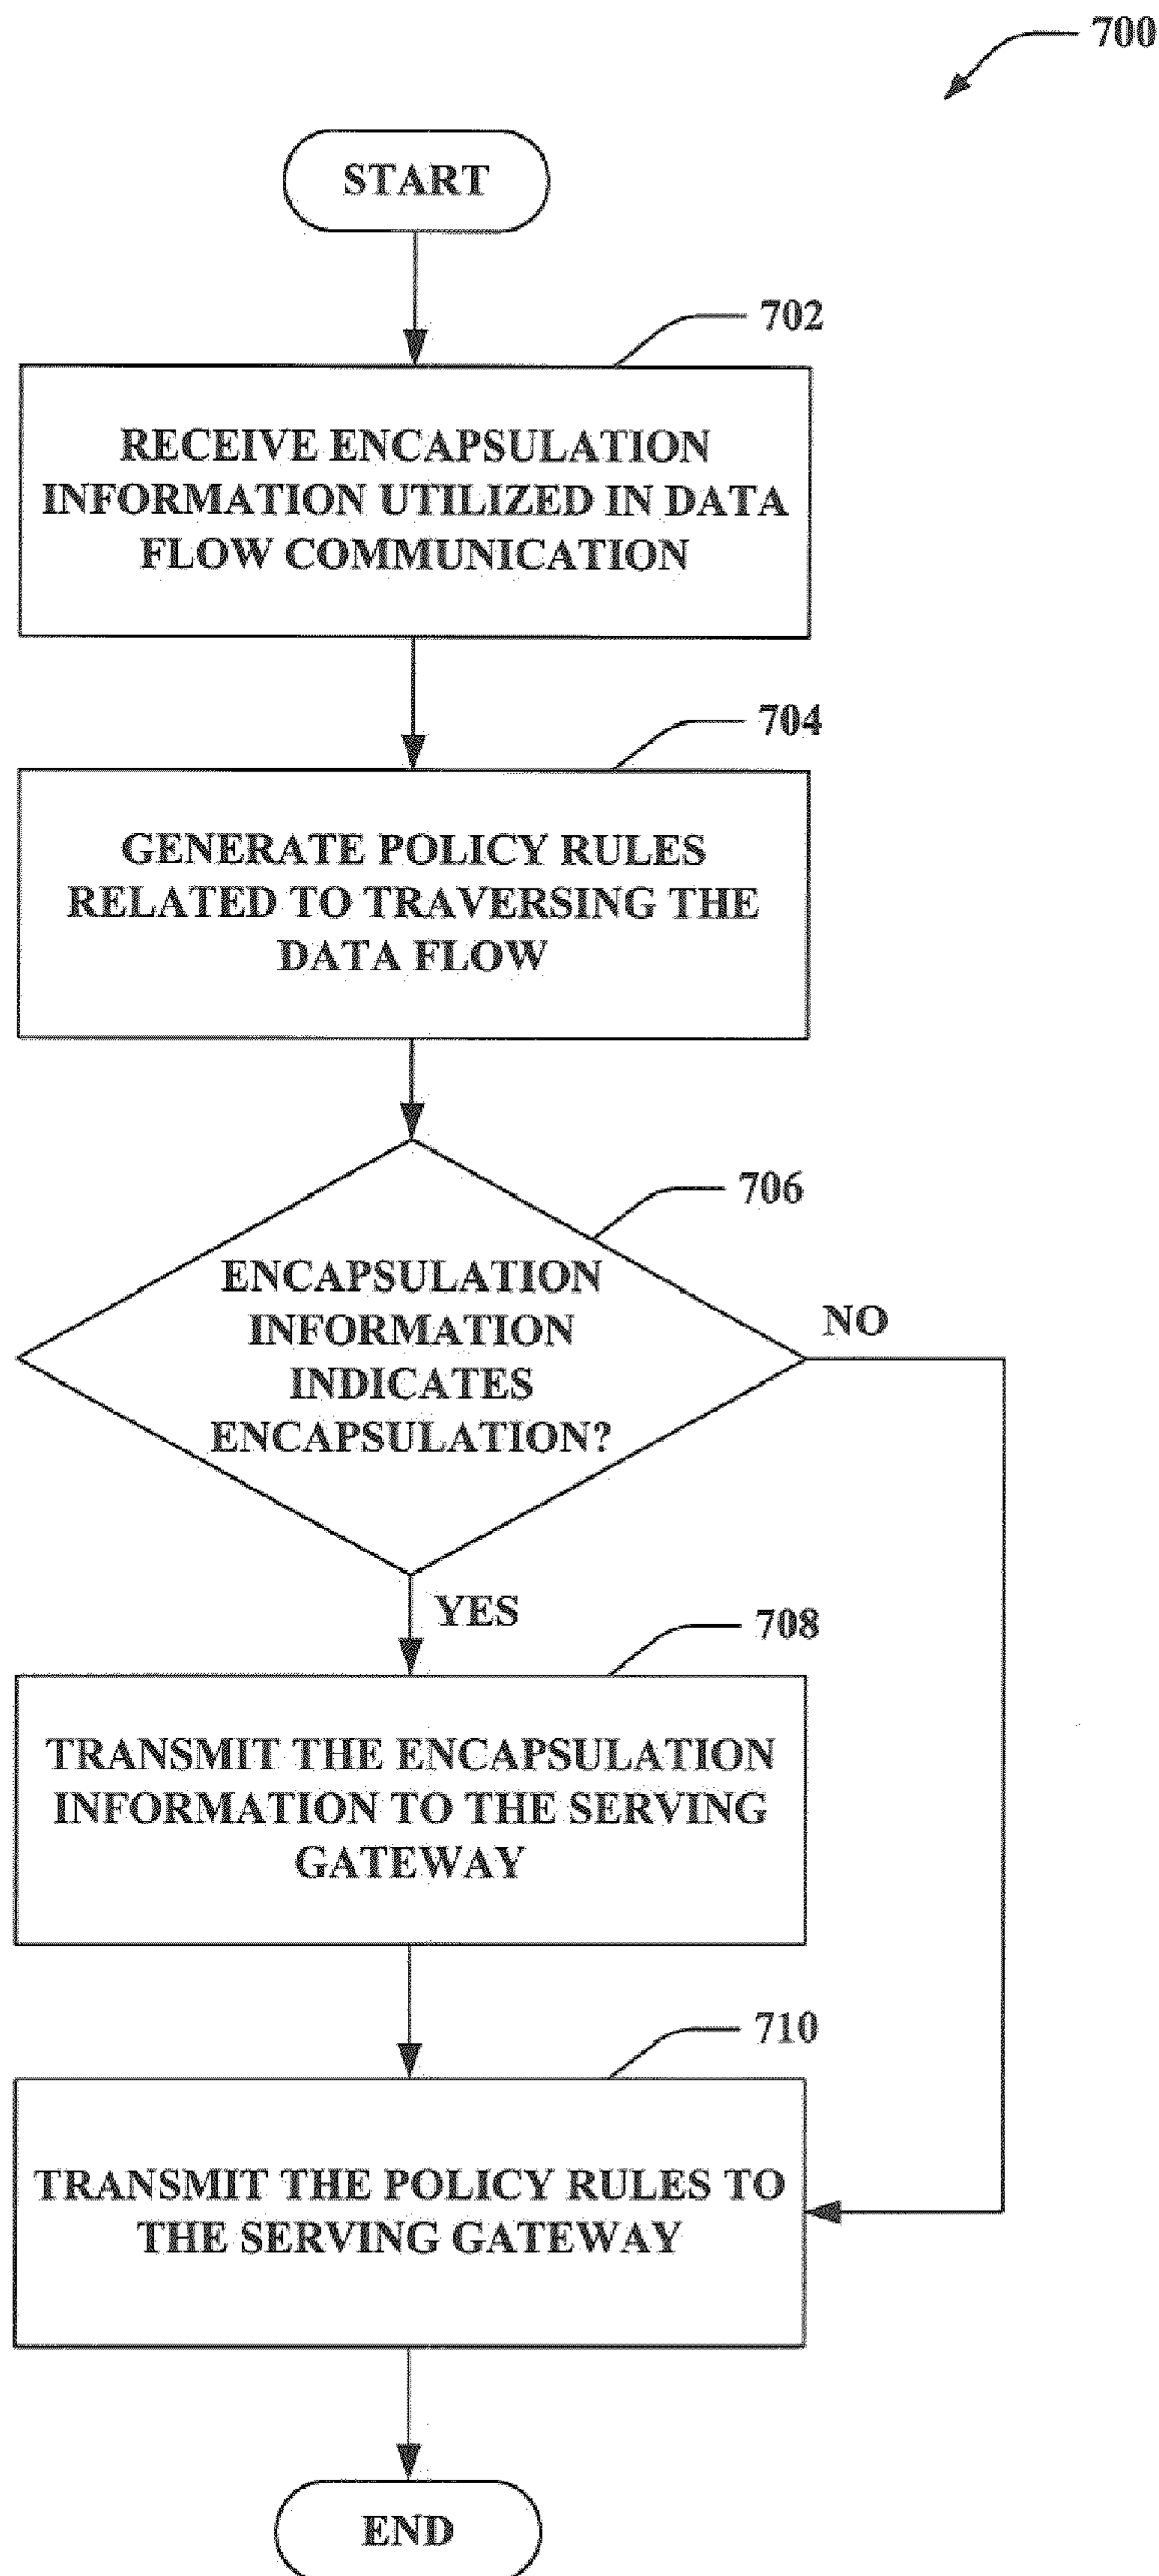 700
START
702
RECEIVE ENCAPSULATION
INFORMATION UTILIZED IN DATA
FLOW COMMUNICATION
704
GENERATE POLICY RULES
RELATED TO TRAVERSING THE
DATA FLOW
706
ENCAPSULATION
INFORMATION
INDICATES
ENCAPSULATION?
NO
YES
708
TRANSMIT THE ENCAPSULATION
INFORMATION TO THE SERVING
GATEWAY
710
TRANSMIT THE POLICY RULES TO
THE SERVING GATEWAY
END